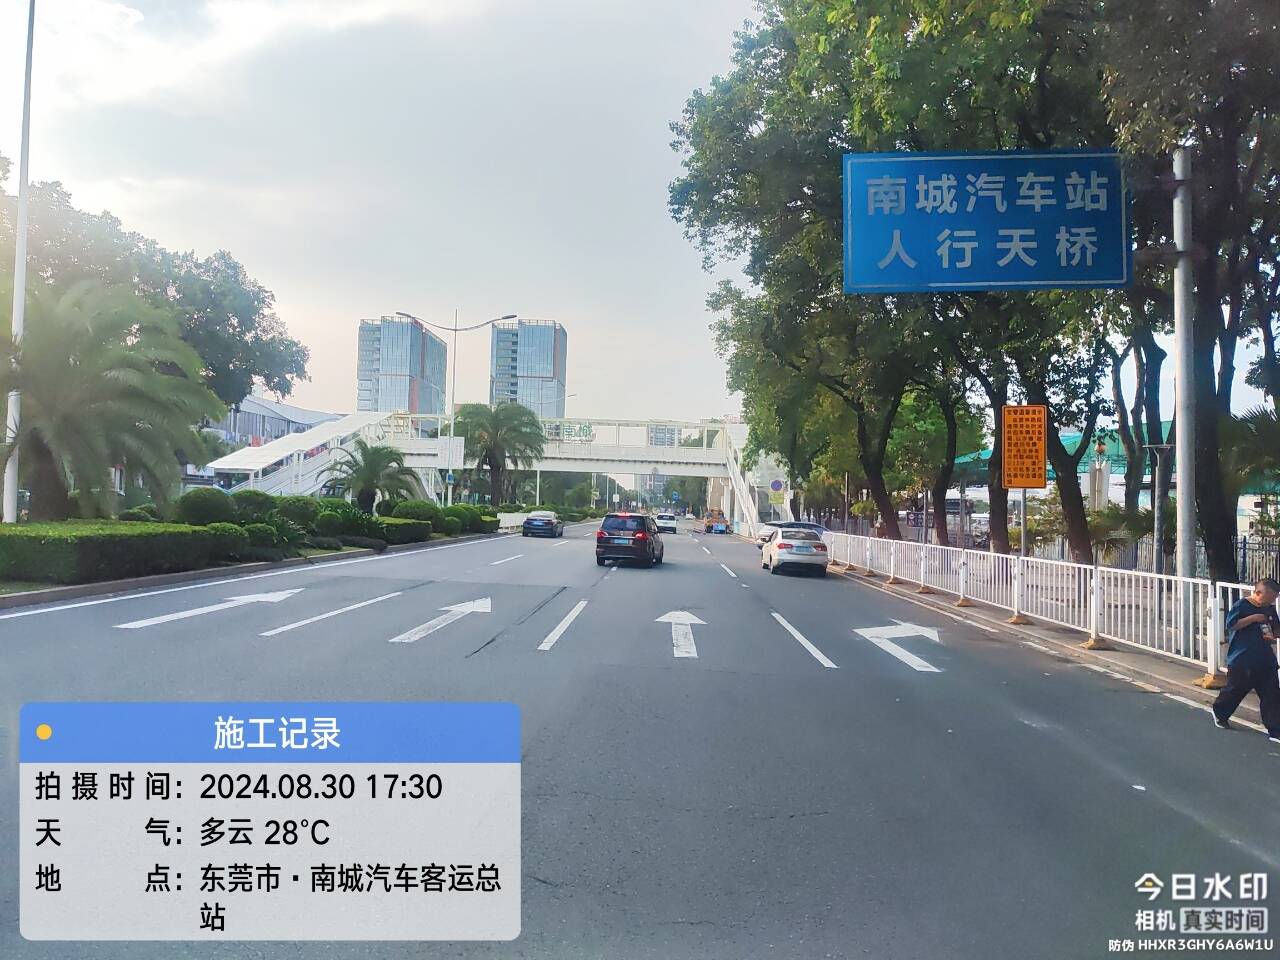 南城汽车站
人行天桥
南城
施工记录
拍摄时间：2024.08.30 17:30
天气：多云 28℃
地点：东莞市·南城汽车客运总
站
今日水印
相机 真实时间
防伪 HHXR3GHY6A6W1U